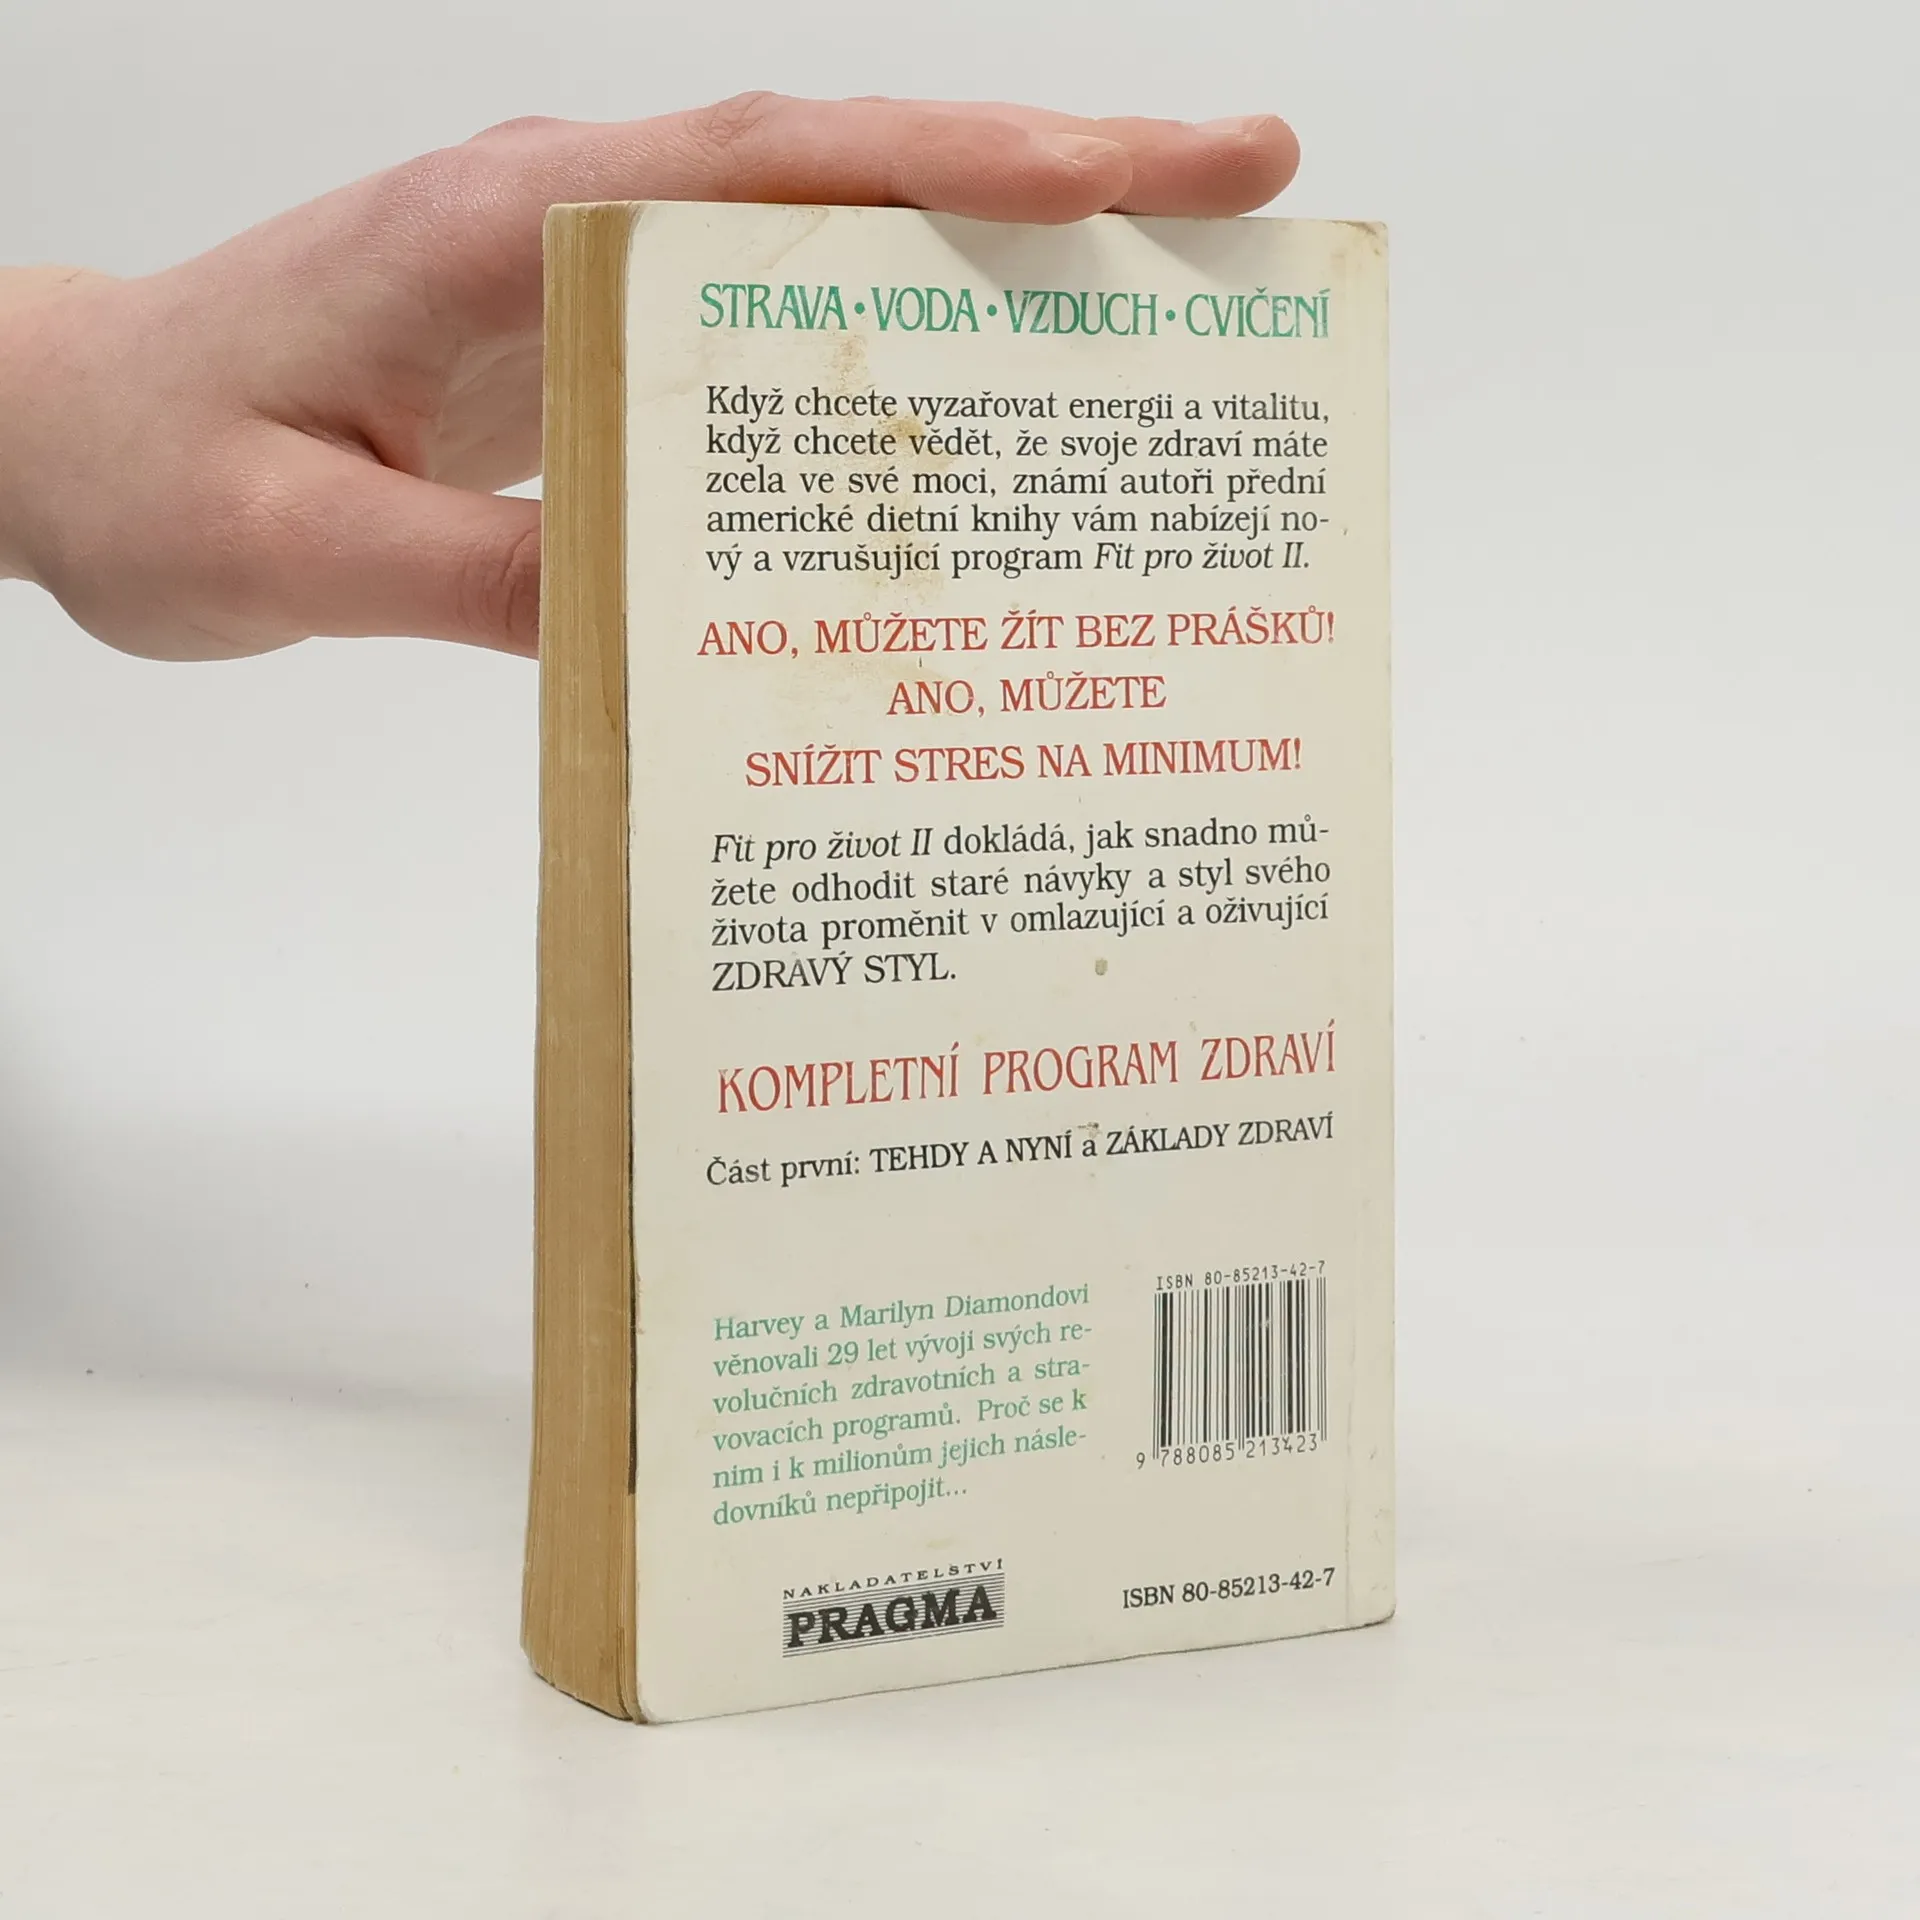 STRAVA • VODA • VZDUCH • CVIČENÍ
Když chcete vyzařovat energii a vitalitu,
když chcete vědět, že svoje zdraví máte
zcela ve své moci, známí autoři přední
americké dietní knihy vám nabízejí no-
vý a vzrušující program Fit pro život II.
ANO, MŮŽETE ŽÍT BEZ PRÁŠKŮ!
ANO, MŮŽETE
SNÍŽIT STRES NA MINIMUM!
Fit pro život II dokládá, jak snadno mů-
žete odhodit staré návyky a styl svého
života proměnit v omlazující a oživující
ZDRAVÝ STYL.
KOMPLETNÍ PROGRAM ZDRAVÍ
Část první: TEHDY A NYNÍ a ZÁKLADY ZDRAVÍ
Harvey a Marilyn Diamondovi
věnovali 29 let vývoji svých re-
volučních zdravotních a stra-
vovacích programů. Proč se k
nim i k milionům jejich násle-
dovníků nepřipojit...
ISBN 80-85213-42-7
9 788085 213423
NAKLADATELSTVÍ
PRAGMA
ISBN 80-85213-42-7